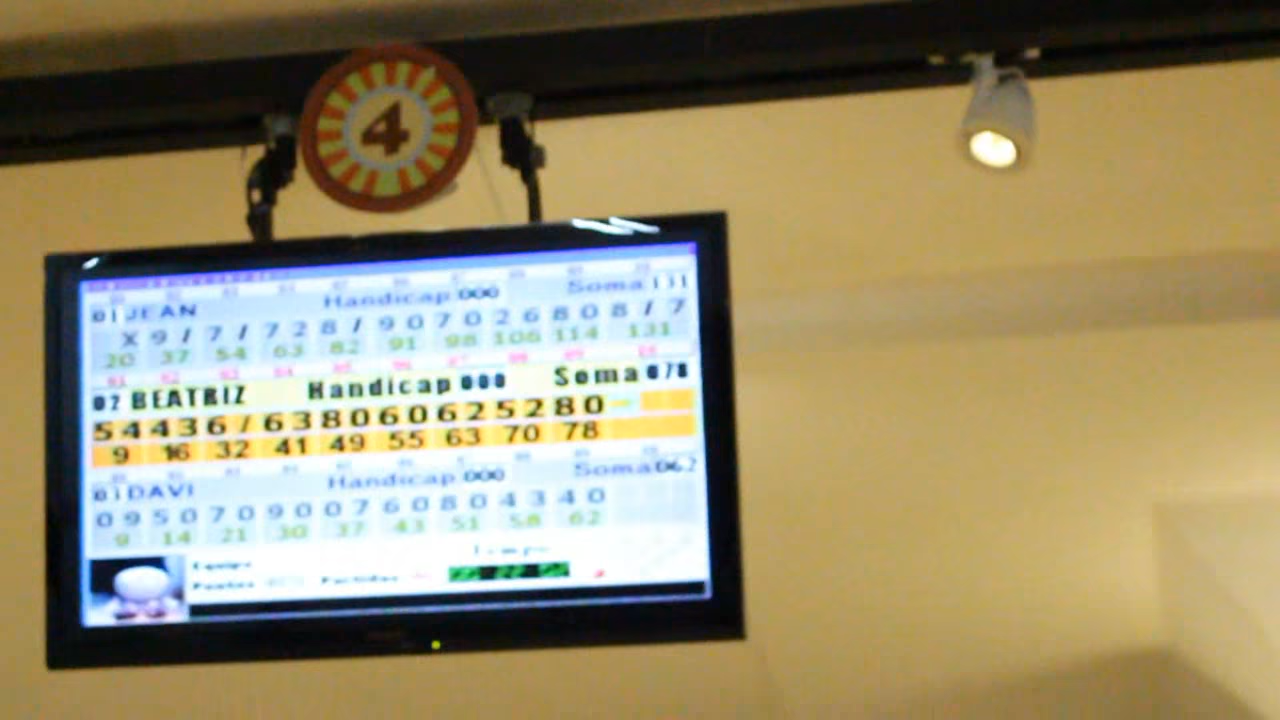 4
01 JEAN Handicap 000 Soma 131
X 9 / 7 / 7 2 8 / 9 0 7 0 2 6 8 0 8 / 7
20 37 54 63 82 91 98 106 114 131
02 BEATRIZ Handicap 000 Soma 078
5 4 4 3 6 / 6 3 8 0 6 0 6 2 5 2 8 0
9 16 32 41 49 55 63 70 78
03 DAVI Handicap 000 Soma 062
0 9 5 0 7 0 9 0 0 7 6 0 8 0 4 3 4 0
9 14 21 30 37 43 51 58 62
Tempo
Pontos Partidas